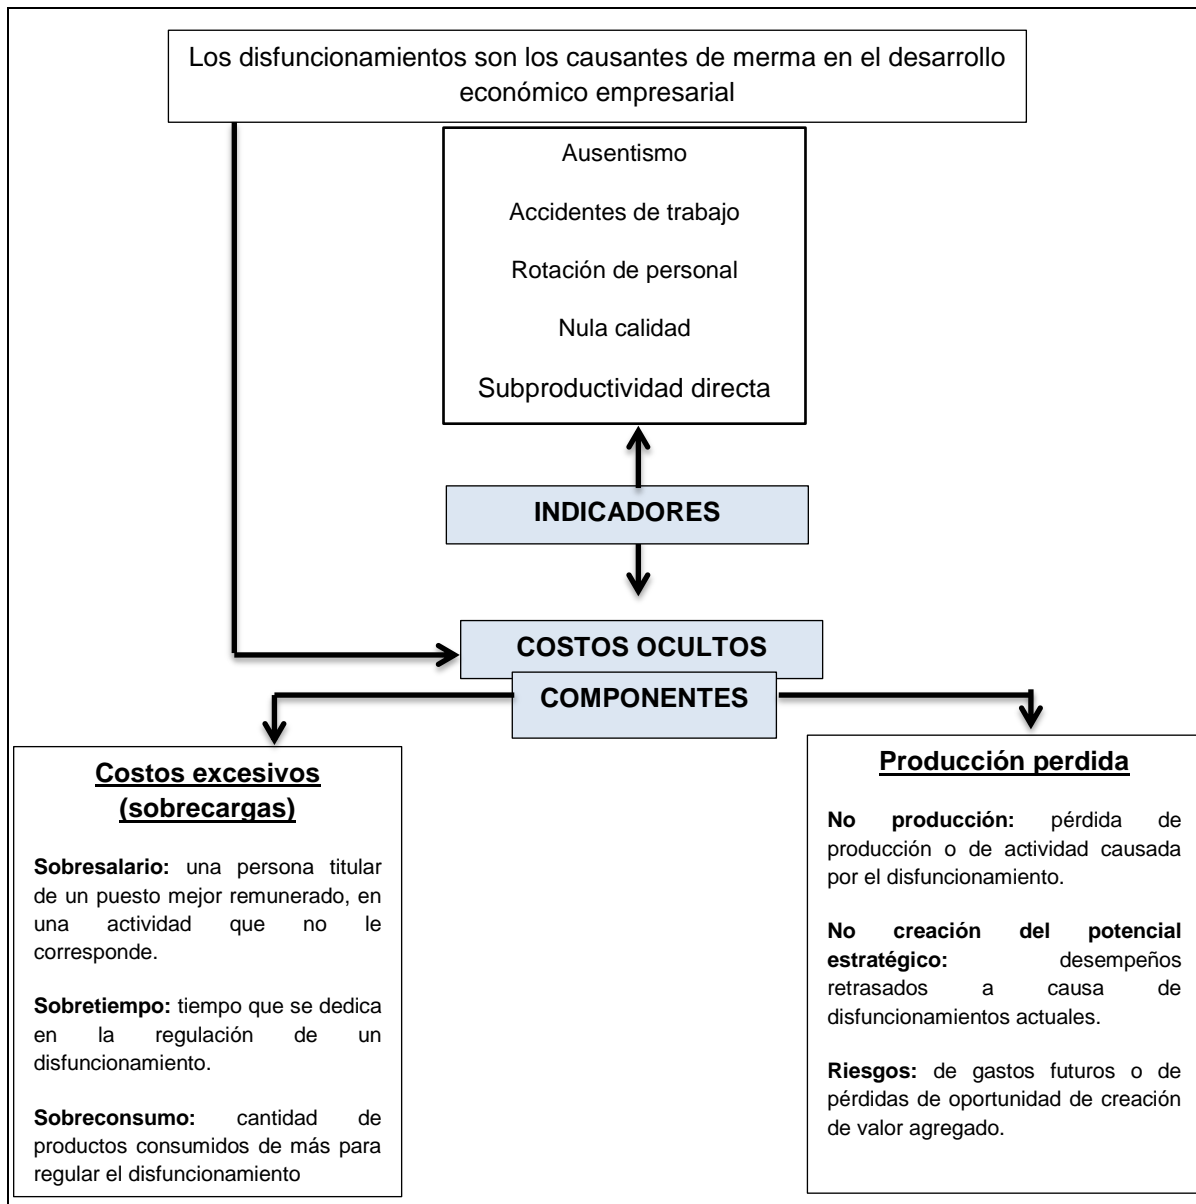 Los disfuncionamientos son los causantes de merma en el desarrollo
económico empresarial
Ausentismo
Accidentes de trabajo
Rotación de personal
Nula calidad
Subproductividad directa
INDICADORES
COSTOS OCULTOS
COMPONENTES
Costos excesivos
(sobrecargas)
Sobresalario: una persona titular
de un puesto mejor remunerado, en
una actividad que no le
corresponde.
Sobretiempo: tiempo que se dedica
en la regulación de un
disfuncionamiento.
Sobreconsumo: cantidad de
productos consumidos de más para
regular el disfuncionamiento
Producción perdida
No producción: pérdida de
producción o de actividad causada
por el disfuncionamiento.
No creación del potencial
estratégico: desempeños
retrasados a causa de
disfuncionamientos actuales.
Riesgos: de gastos futuros o de
pérdidas de oportunidad de creación
de valor agregado.